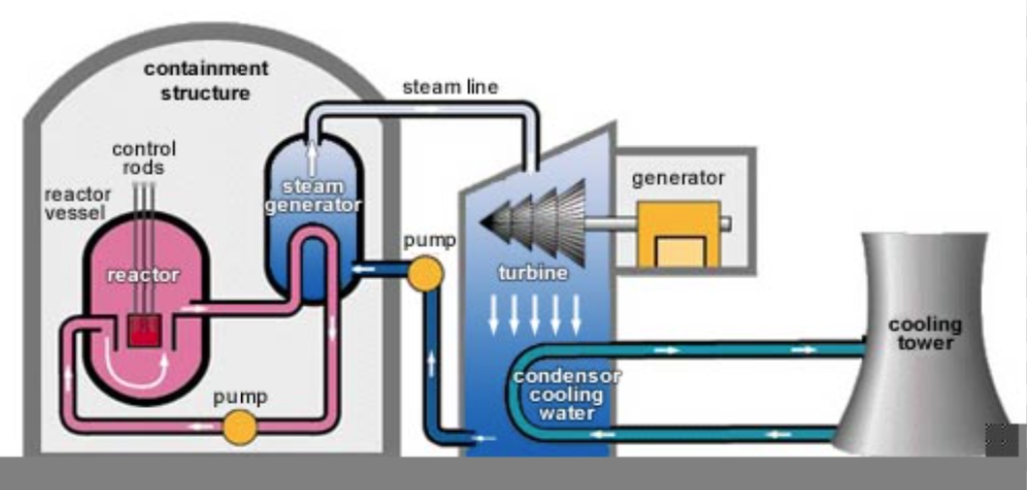 containment
structure
steam line
control
rods
reactor
vessel
steam
generator
generator
pump
reactor
turbine
cooling
tower
condensor
cooling
water
pump